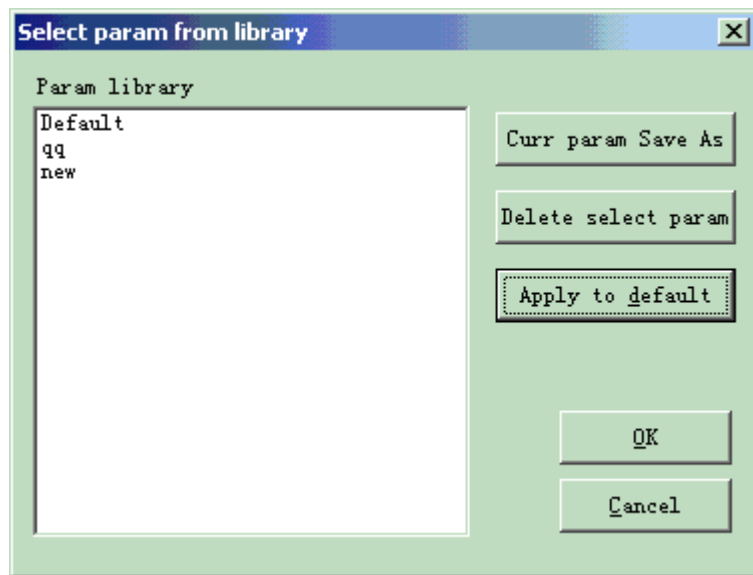 Select param from library
Param library
Default
qq
new
Curr param Save As
Delete select param
Apply to default
OK
Cancel